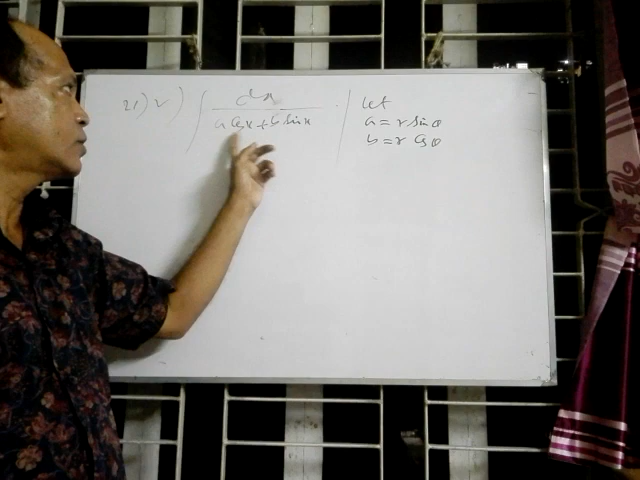 21) v) ∫ dx
a cos x + b sin x
Let
a = r sin θ
b = r cos θ